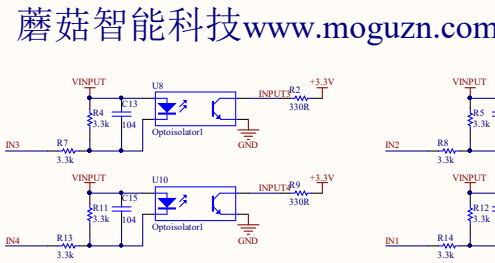 蘑菇智能科技www.moguzn.com
VINPUT
U8
+3.3V
VINPUT
C13
INPUT3
R2
R4
3.3k
104
330R
R5
3.3k
IN3
R7
3.3k
Optoisolator1
GND
IN2
R8
3.3k
VINPUT
U10
+3.3V
VINPUT
C15
INPUT4
R9
R11
3.3k
104
330R
R12
3.3k
IN4
R13
3.3k
Optoisolator1
GND
IN1
R14
3.3k